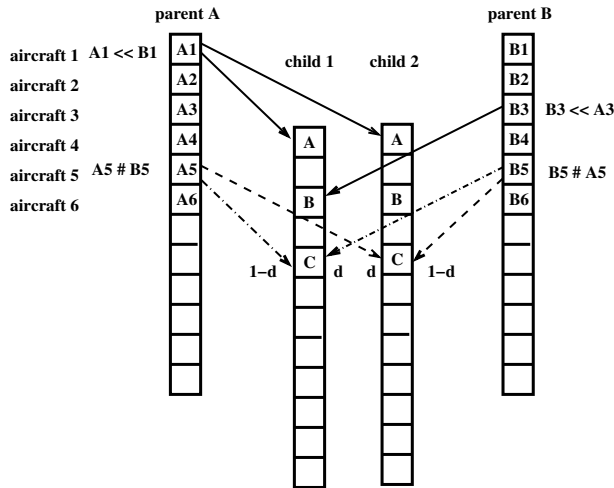 parent A
parent B
aircraft 1 A1 << B1 A1 B1
child 1 child 2
aircraft 2 A2 B2
aircraft 3 A3 B3 B3 << A3
aircraft 4 A4 A A B4
aircraft 5 A5 # B5 A5 B5 B5 # A5
aircraft 6 A6 B B B6
C C
1-d d d 1-d